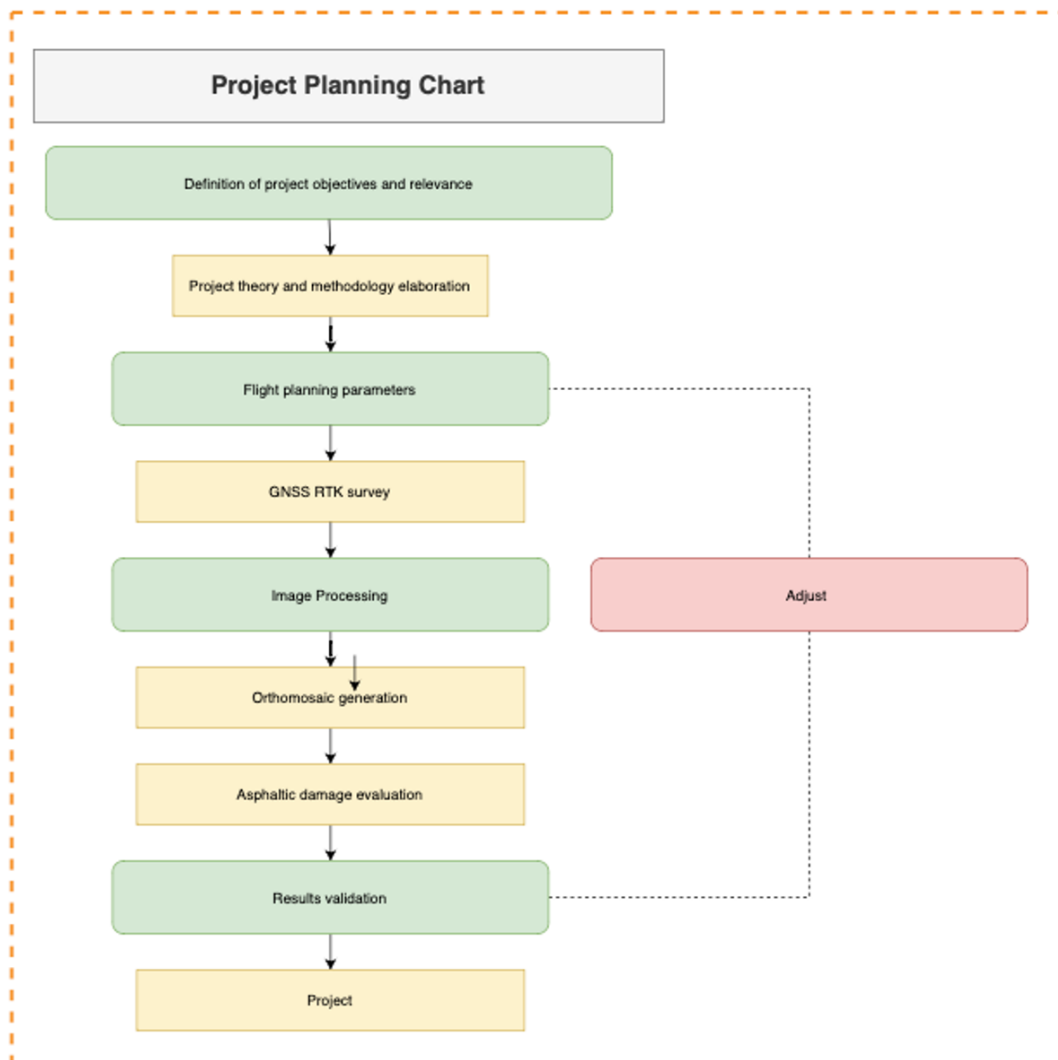 Project Planning Chart
Definition of project objectives and relevance
Project theory and methodology elaboration
Flight planning parameters
GNSS RTK survey
Image Processing
Adjust
Orthomosaic generation
Asphaltic damage evaluation
Results validation
Project